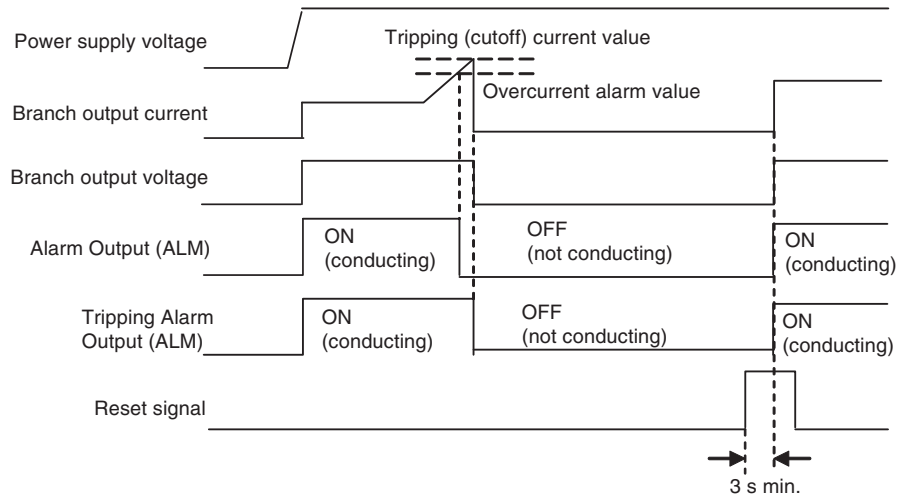 Power supply voltage
Tripping (cutoff) current value
Overcurrent alarm value
Branch output current
Branch output voltage
Alarm Output (ALM)
ON
(conducting)
OFF
(not conducting)
ON
(conducting)
Tripping Alarm
Output (ALM)
ON
(conducting)
OFF
(not conducting)
ON
(conducting)
Reset signal
3 s min.